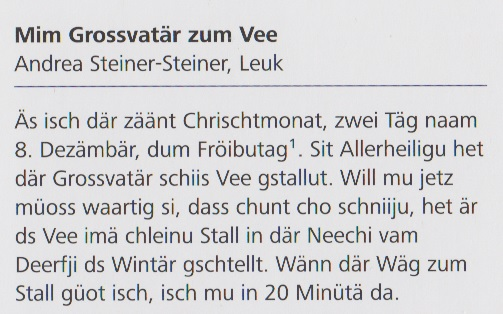 Mim Grossvatär zum Vee
Andrea Steiner-Steiner, Leuk
Äs isch där zäänt Chrischtmonat, zwei Täg naam
8. Dezämbär, dum Fröibutag¹. Sit Allerheiligu het
där Grossvatär schiis Vee gstallut. Will mu jetz
müoss waartig si, dass chunt cho schniiju, het är
ds Vee imä chleinu Stall in där Neechi vam
Deerfji ds Wintär gschtellt. Wänn där Wäg zum
Stall güot isch, isch mu in 20 Minütä da.